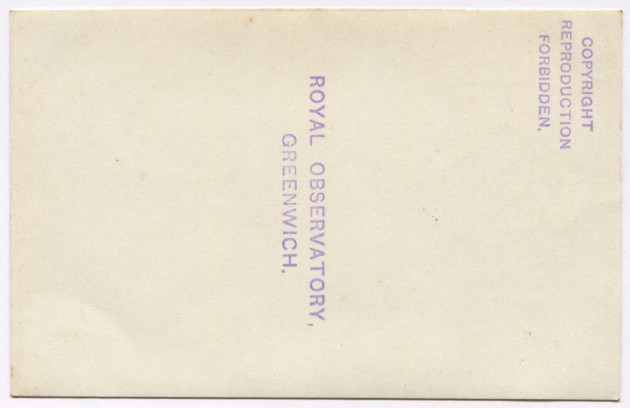 COPYRIGHT
REPRODUCTION
FORBIDDEN.
ROYAL OBSERVATORY,
GREENWICH.